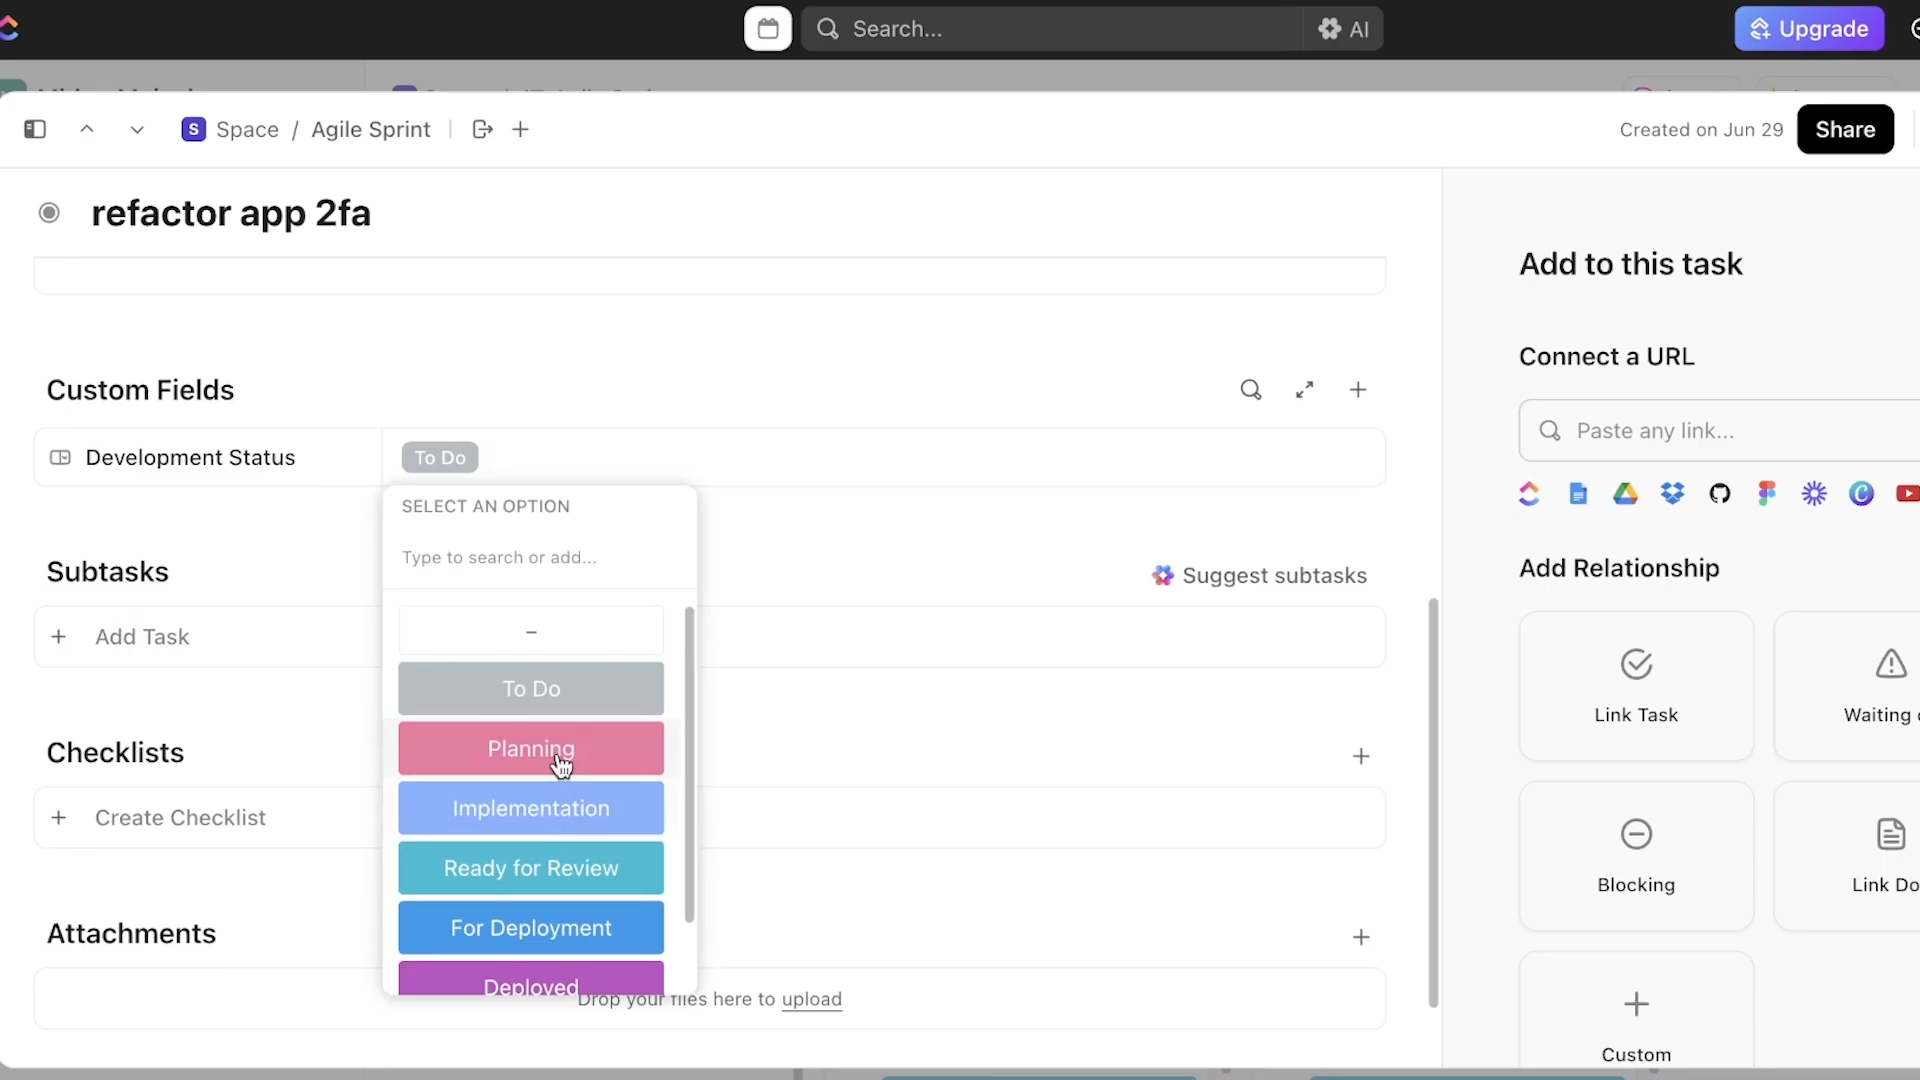 Search...
AI
Upgrade
S Space / Agile Sprint
Created on Jun 29
Share
refactor app 2fa
Custom Fields
Development Status
To Do
SELECT AN OPTION
Type to search or add...
–
To Do
Planning
Implementation
Ready for Review
For Deployment
Deployed
Subtasks
Suggest subtasks
Add Task
Checklists
Create Checklist
Attachments
Drop your files here to upload
Add to this task
Connect a URL
Paste any link...
Add Relationship
Link Task
Waiting
Blocking
Link Do
Custom